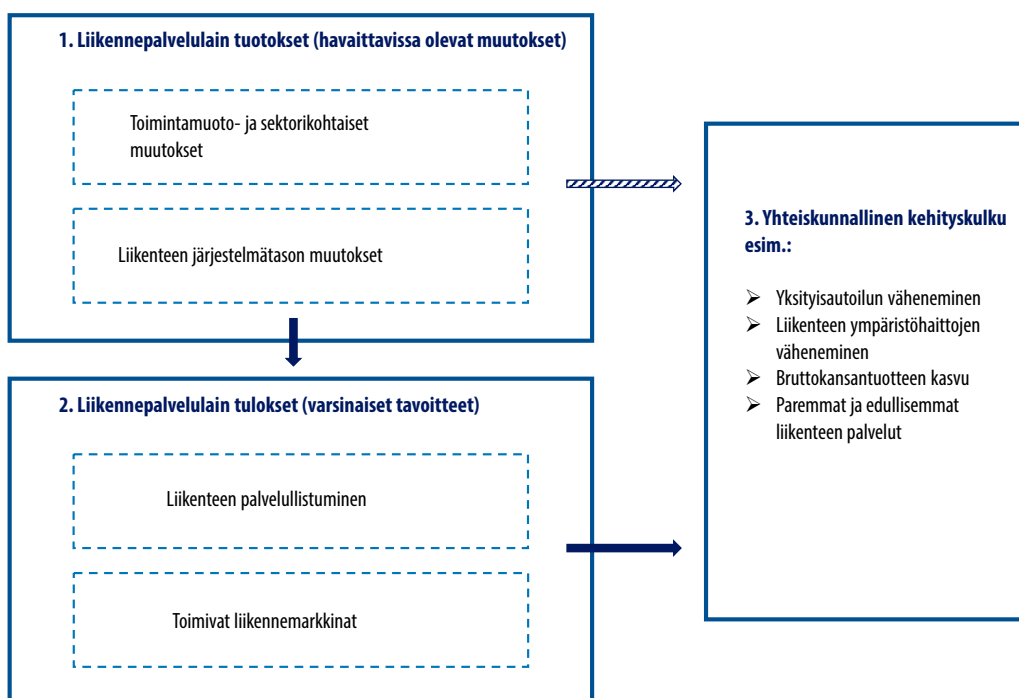 1. Liikennepalvelulain tuotokset (havaittavissa olevat muutokset)
Toimintamuoto- ja sektorikohtaiset
muutokset
Liikenteen järjestelmätason muutokset
2. Liikennepalvelulain tulokset (varsinaiset tavoitteet)
Liikenteen palvelullistuminen
Toimivat liikennemarkkinat
3. Yhteiskunnallinen kehityskulku
esim.:
➢ Yksityisautoilun väheneminen
➢ Liikenteen ympäristöhaittojen
väheneminen
➢ Bruttokansantuotteen kasvu
➢ Paremmat ja edullisemmat
liikenteen palvelut